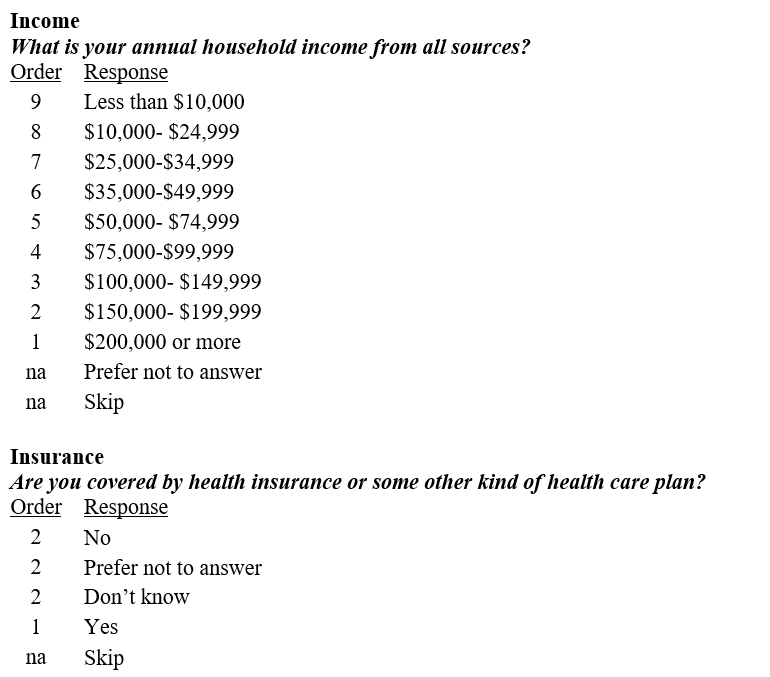 Income
What is your annual household income from all sources?
Order Response
9 Less than $10,000
8 $10,000- $24,999
7 $25,000-$34,999
6 $35,000-$49,999
5 $50,000- $74,999
4 $75,000-$99,999
3 $100,000- $149,999
2 $150,000- $199,999
1 $200,000 or more
na Prefer not to answer
na Skip
Insurance
Are you covered by health insurance or some other kind of health care plan?
Order Response
2 No
2 Prefer not to answer
2 Don’t know
1 Yes
na Skip